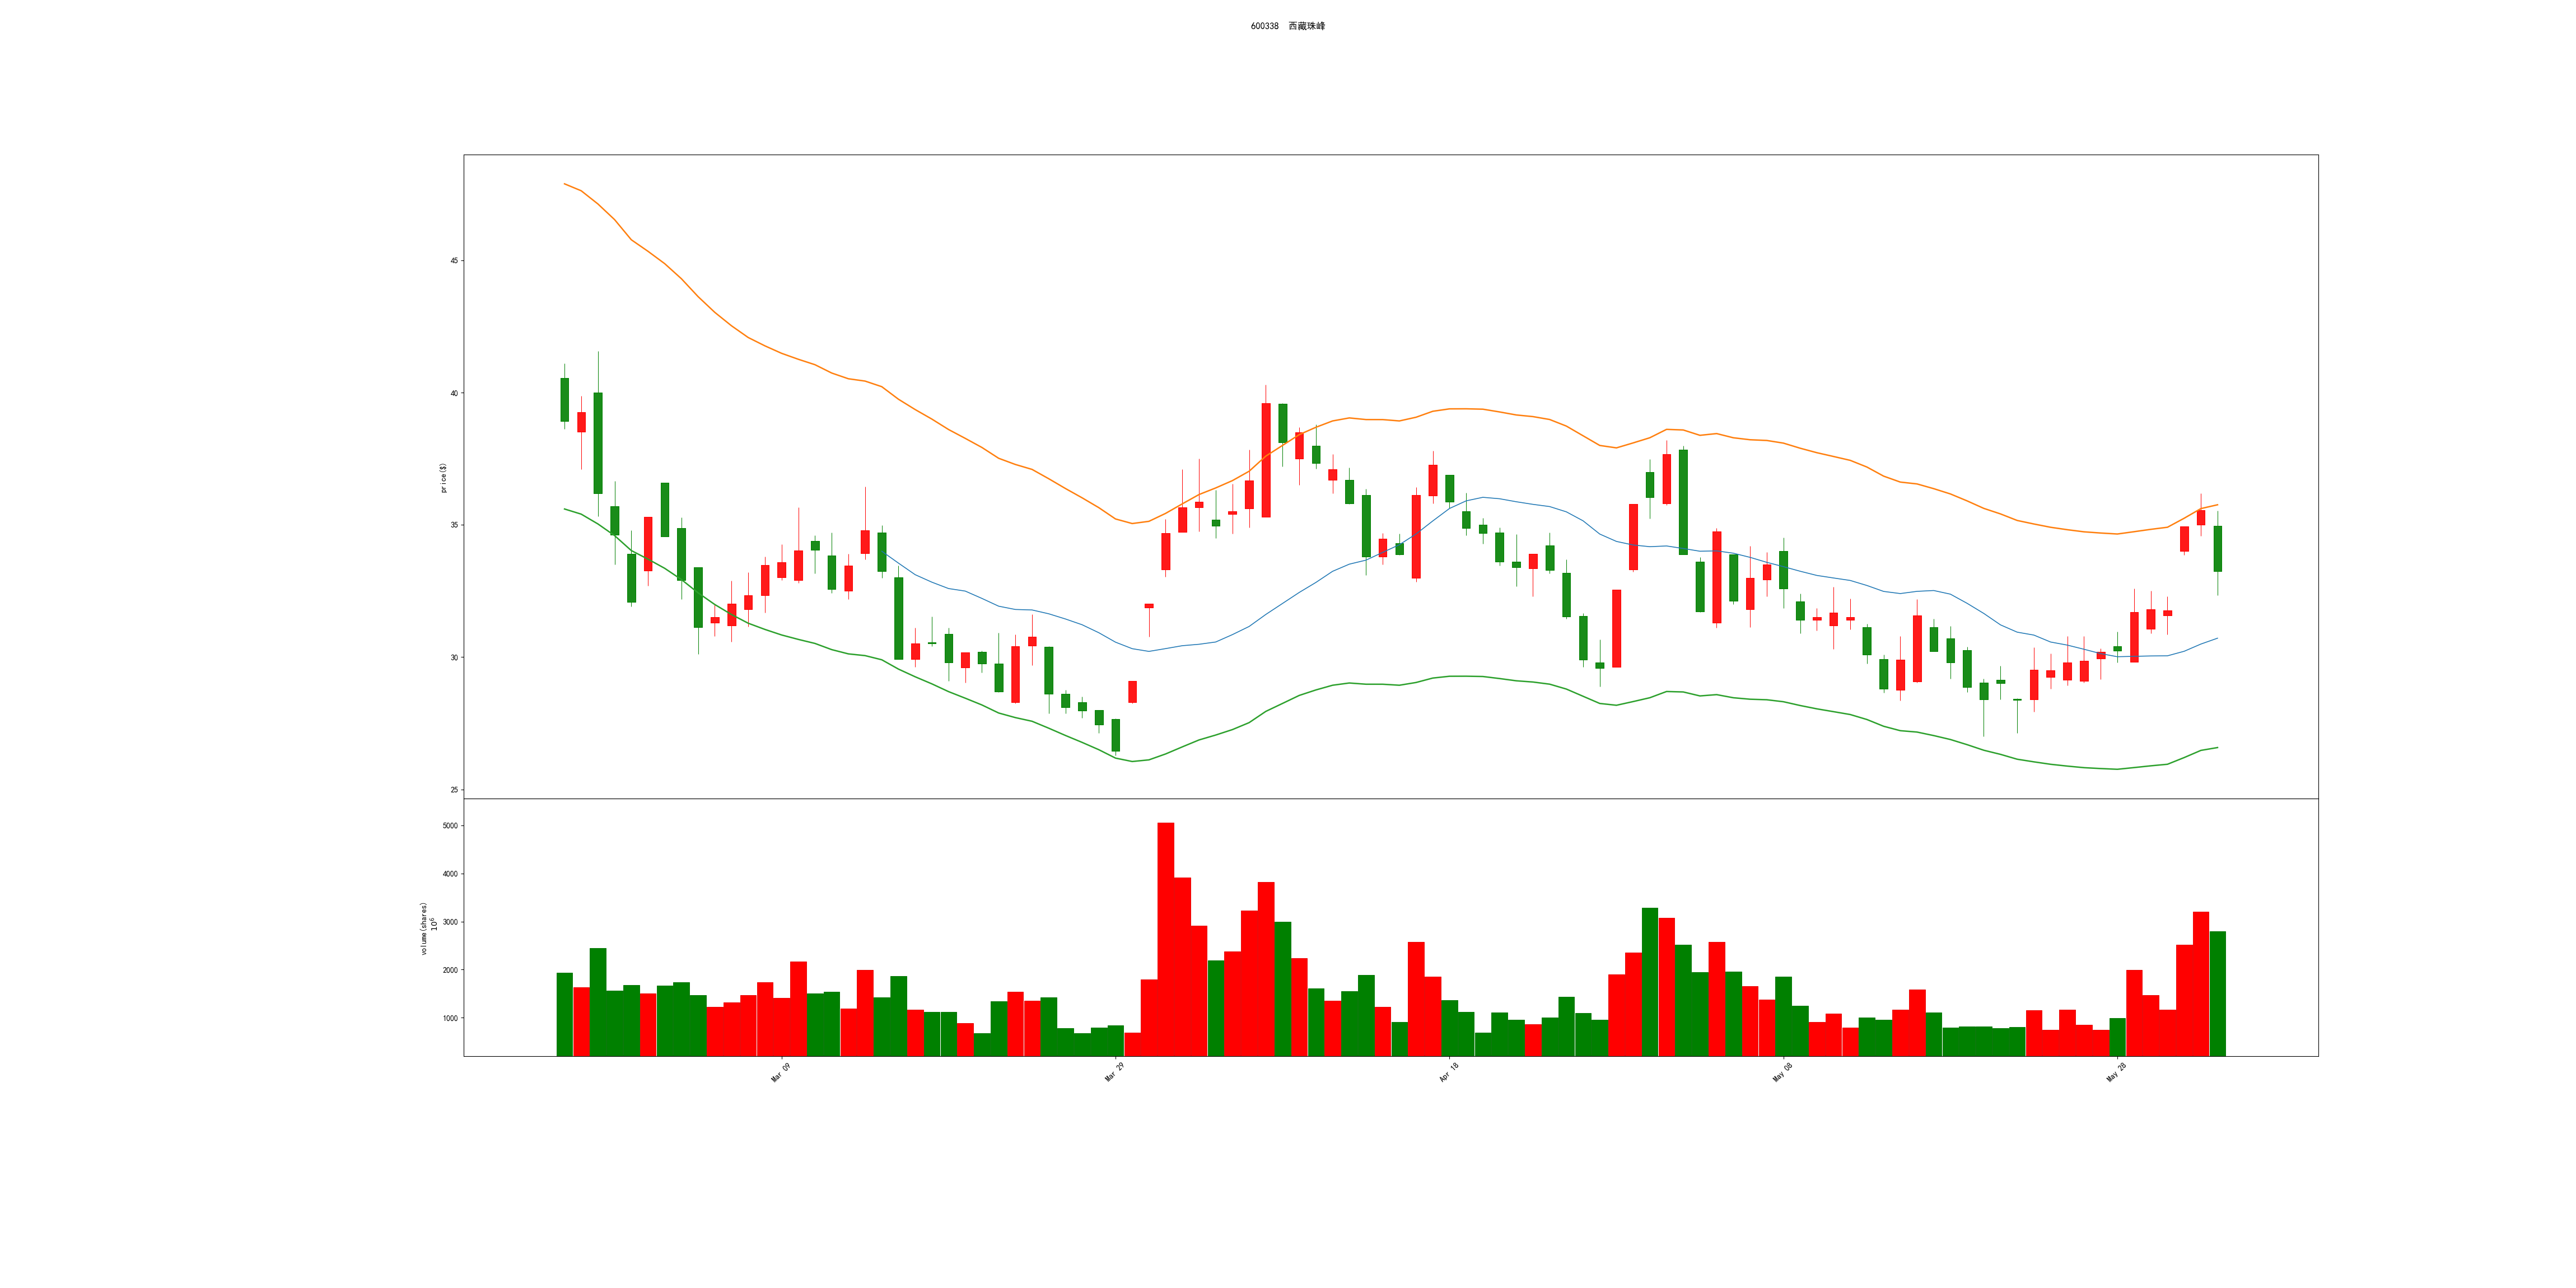 600338 西藏珠峰
price($)
45
40
35
30
25
volume(shares)
10⁶
5000
4000
3000
2000
1000
Mar 09
Mar 29
Apr 18
May 08
May 28